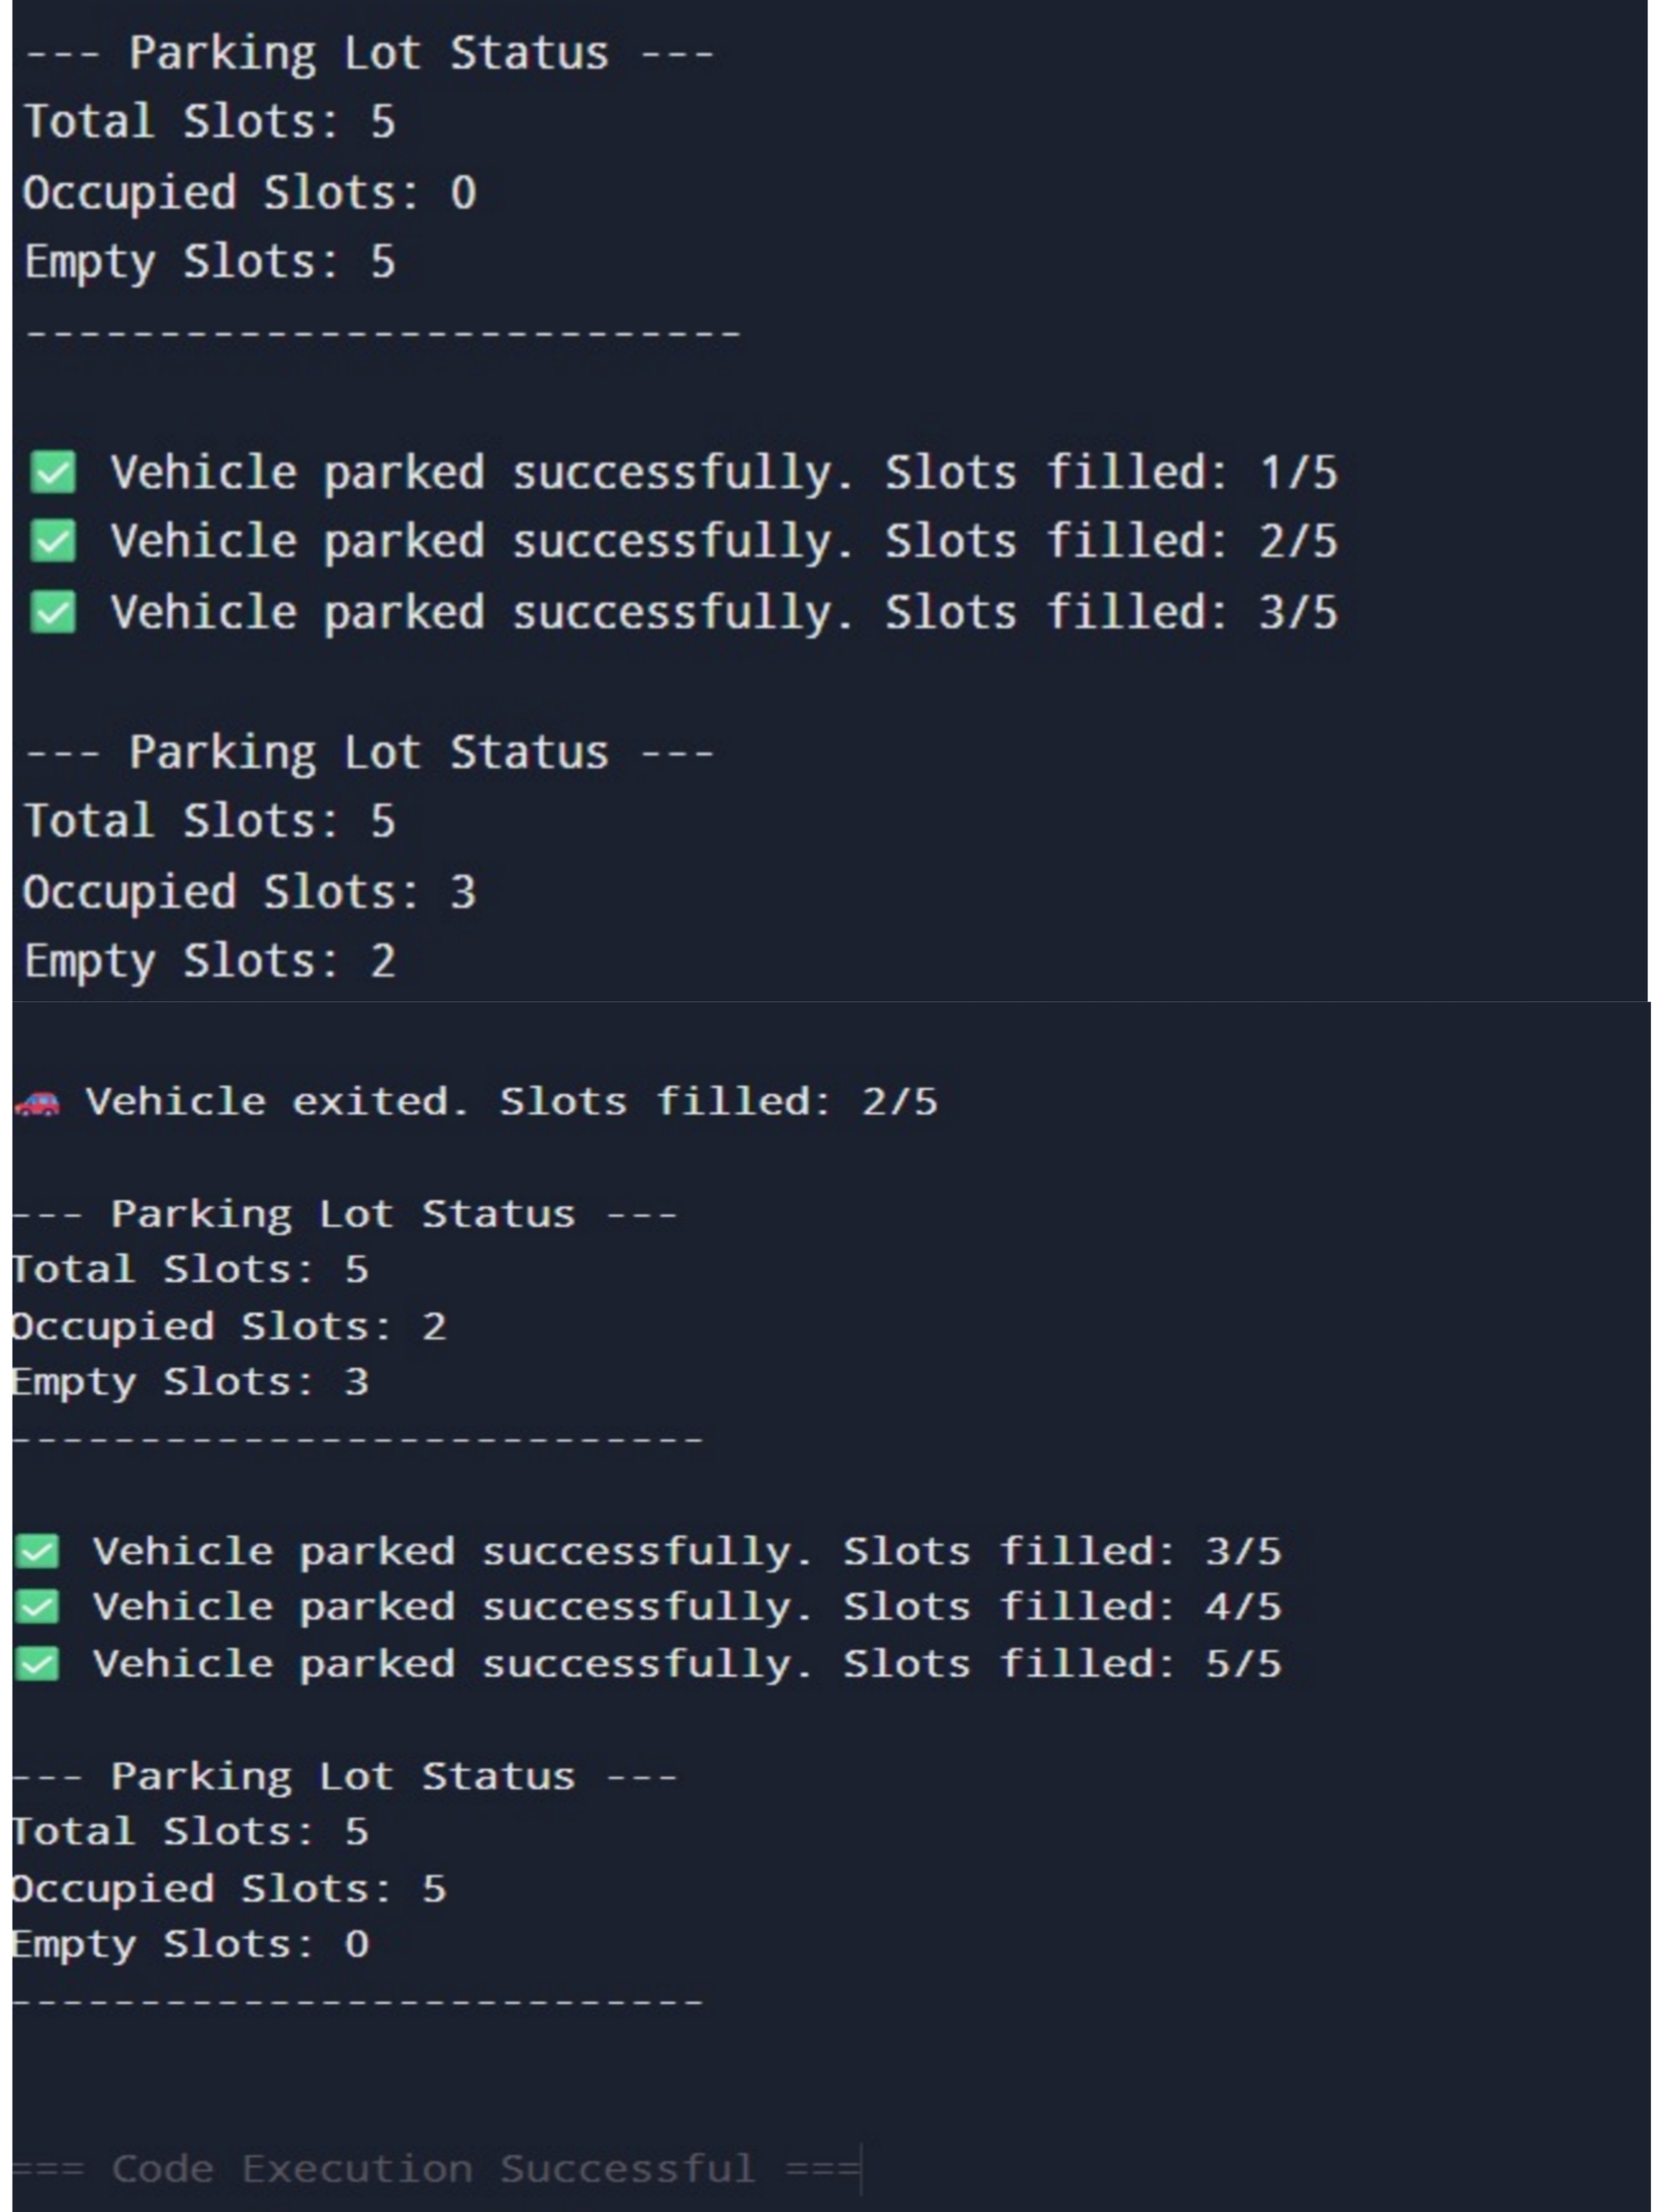 --- Parking Lot Status ---
Total Slots: 5
Occupied Slots: 0
Empty Slots: 5
---------------------------
✅ Vehicle parked successfully. Slots filled: 1/5
✅ Vehicle parked successfully. Slots filled: 2/5
✅ Vehicle parked successfully. Slots filled: 3/5
--- Parking Lot Status ---
Total Slots: 5
Occupied Slots: 3
Empty Slots: 2
🚗 Vehicle exited. Slots filled: 2/5
--- Parking Lot Status ---
Total Slots: 5
Occupied Slots: 2
Empty Slots: 3
---------------------------
✅ Vehicle parked successfully. Slots filled: 3/5
✅ Vehicle parked successfully. Slots filled: 4/5
✅ Vehicle parked successfully. Slots filled: 5/5
--- Parking Lot Status ---
Total Slots: 5
Occupied Slots: 5
Empty Slots: 0
---------------------------
=== Code Execution Successful ===